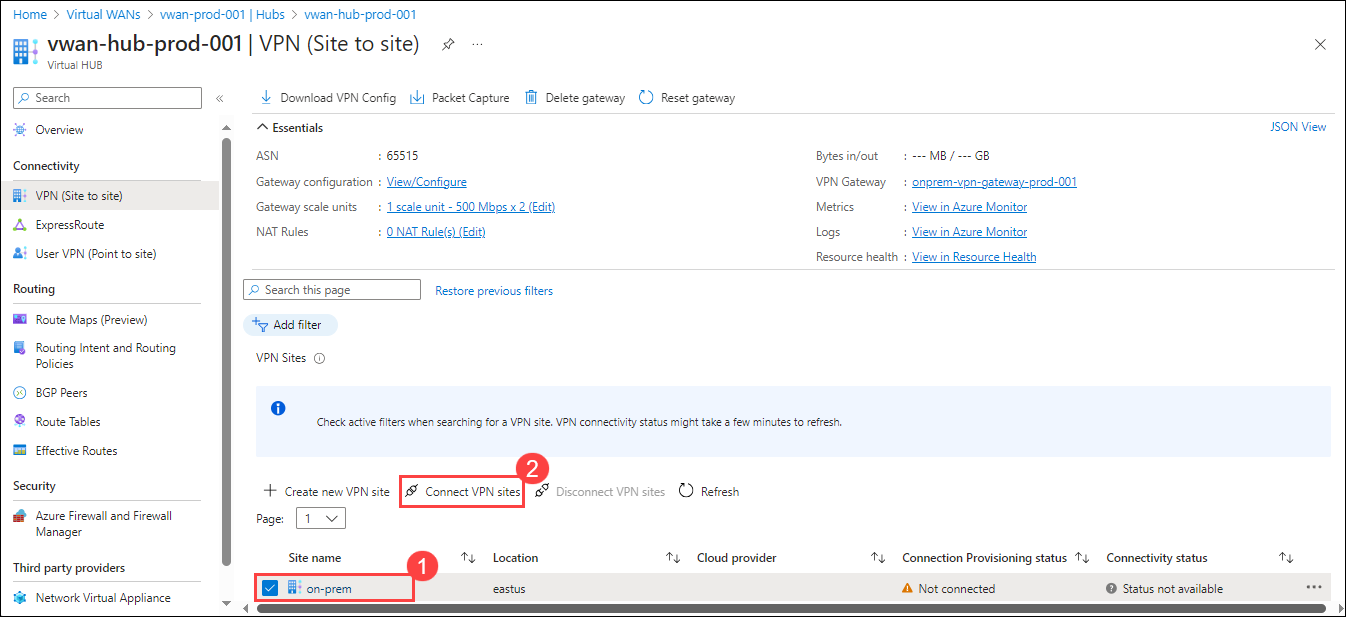 Home > Virtual WANs > vwan-prod-001 | Hubs > vwan-hub-prod-001
vwan-hub-prod-001 | VPN (Site to site)
Virtual HUB
Search
Overview
Connectivity
VPN (Site to site)
ExpressRoute
User VPN (Point to site)
Routing
Route Maps (Preview)
Routing Intent and Routing
Policies
BGP Peers
Route Tables
Effective Routes
Security
Azure Firewall and Firewall
Manager
Third party providers
Network Virtual Appliance
Download VPN Config Packet Capture Delete gateway Reset gateway
Essentials JSON View
ASN : 65515
Gateway configuration : View/Configure
Gateway scale units : 1 scale unit - 500 Mbps x 2 (Edit)
NAT Rules : 0 NAT Rule(s) (Edit)
Bytes in/out : --- MB / --- GB
VPN Gateway : onprem-vpn-gateway-prod-001
Metrics : View in Azure Monitor
Logs : View in Azure Monitor
Resource health : View in Resource Health
Search this page Restore previous filters
Add filter
VPN Sites
Check active filters when searching for a VPN site. VPN connectivity status might take a few minutes to refresh.
2
Create new VPN site Connect VPN sites Disconnect VPN sites Refresh
Page: 1
Site name Location Cloud provider Connection Provisioning status Connectivity status
1
on-prem eastus Not connected Status not available